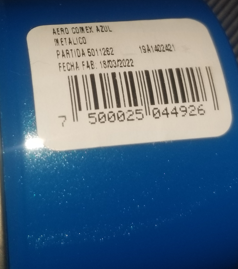 AERO COMEX AZUL
METALICO
PARTIDA 5011262 19A1402421
FECHA FAB. 18/03/2022
7 500025 044926